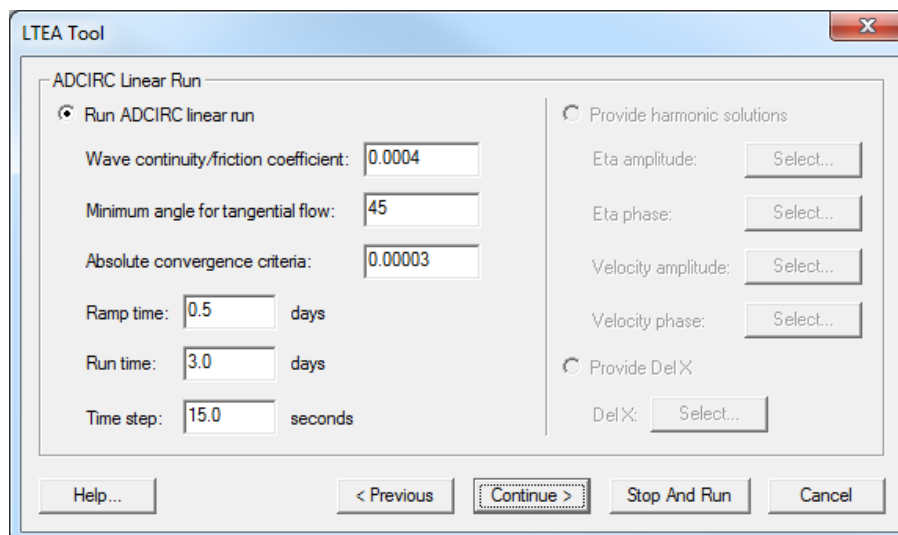 LTEA Tool
ADCIRC Linear Run
Run ADCIRC linear run
Wave continuity/friction coefficient: 0.0004
Minimum angle for tangential flow: 45
Absolute convergence criteria: 0.00003
Ramp time: 0.5 days
Run time: 3.0 days
Time step: 15.0 seconds
Provide harmonic solutions
Eta amplitude: Select...
Eta phase: Select...
Velocity amplitude: Select...
Velocity phase: Select...
Provide Del X
Del X: Select...
Help... < Previous Continue > Stop And Run Cancel